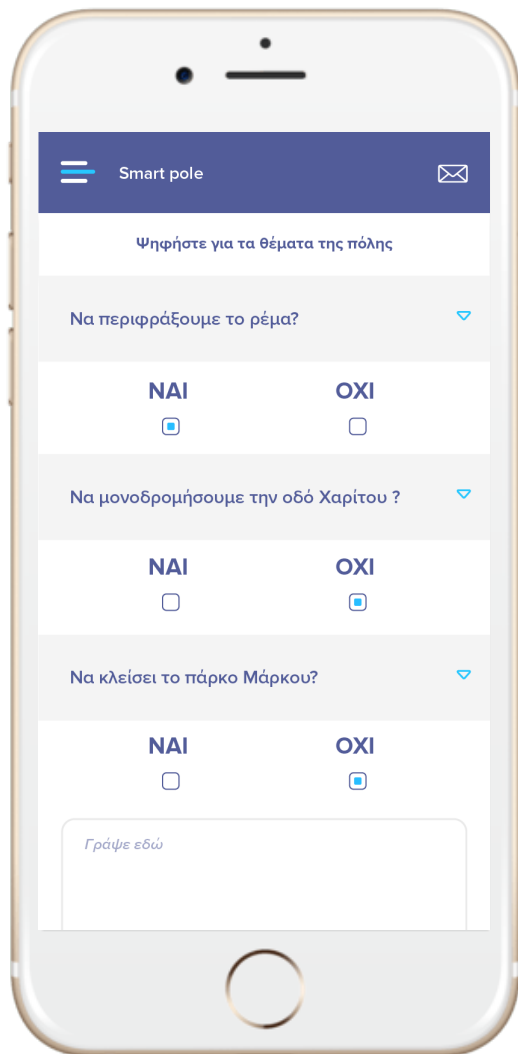 Smart pole
Ψηφήστε για τα θέματα της πόλης
Να περιφράξουμε το ρέμα?
ΝΑΙ ΟΧΙ
Να μονοδρομήσουμε την οδό Χαρίτου ?
ΝΑΙ ΟΧΙ
Να κλείσει το πάρκο Μάρκου?
ΝΑΙ ΟΧΙ
Γράψε εδώ